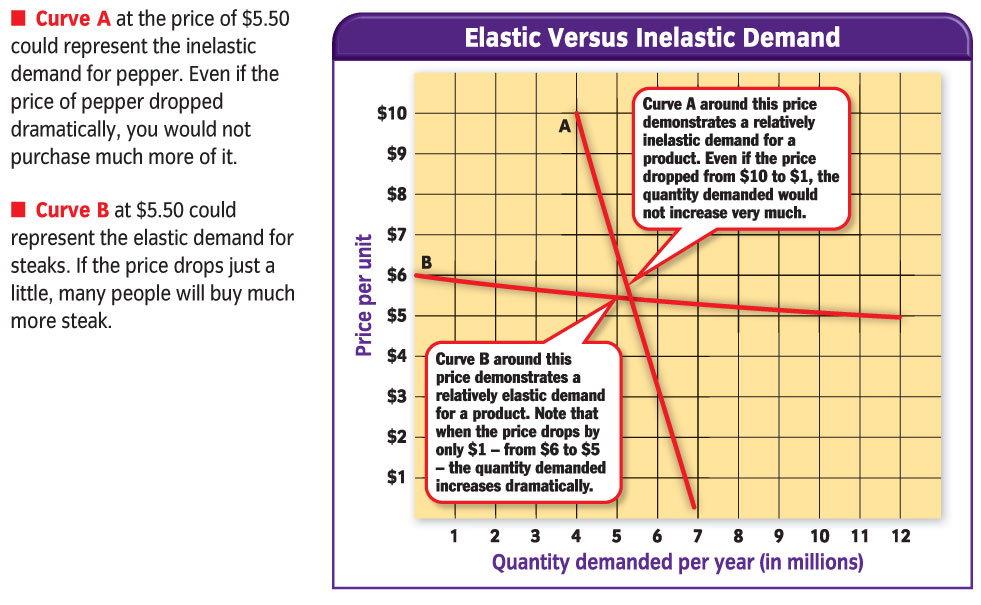 ■ Curve A at the price of $5.50
could represent the inelastic
demand for pepper. Even if the
price of pepper dropped
dramatically, you would not
purchase much more of it.
■ Curve B at $5.50 could
represent the elastic demand for
steaks. If the price drops just a
little, many people will buy much
more steak.
Elastic Versus Inelastic Demand
Price per unit
$10
$9
$8
$7
$6
$5
$4
$3
$2
$1
A
B
Curve A around this price
demonstrates a relatively
inelastic demand for a
product. Even if the price
dropped from $10 to $1, the
quantity demanded would
not increase very much.
Curve B around this
price demonstrates a
relatively elastic demand
for a product. Note that
when the price drops by
only $1 – from $6 to $5
– the quantity demanded
increases dramatically.
1 2 3 4 5 6 7 8 9 10 11 12
Quantity demanded per year (in millions)